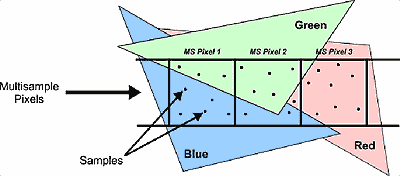 Green
MS Pixel 1 MS Pixel 2 MS Pixel 3
Multisample
Pixels
Samples
Blue
Red